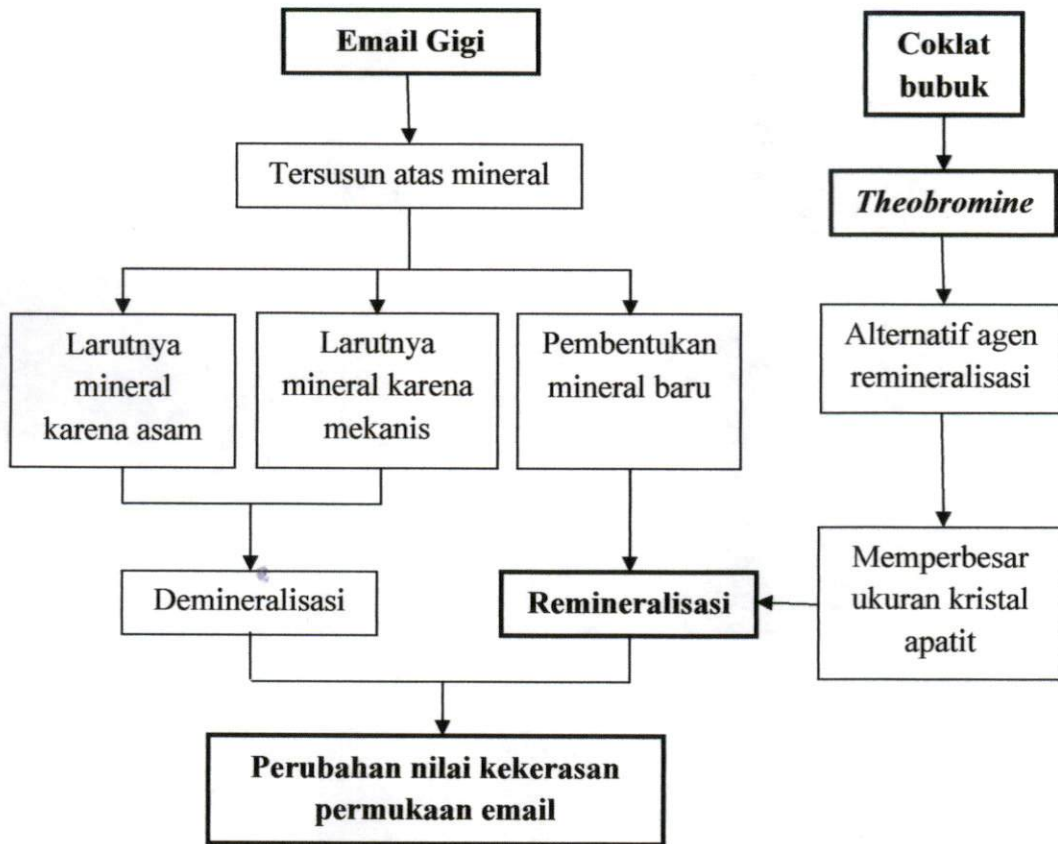 Email Gigi
Coklat
bubuk
Tersusun atas mineral
Theobromine
Larutnya
mineral
karena asam
Larutnya
mineral karena
mekanis
Pembentukan
mineral baru
Alternatif agen
remineralisasi
Demineralisasi
Remineralisasi
Memperbesar
ukuran kristal
apatit
Perubahan nilai kekerasan
permukaan email